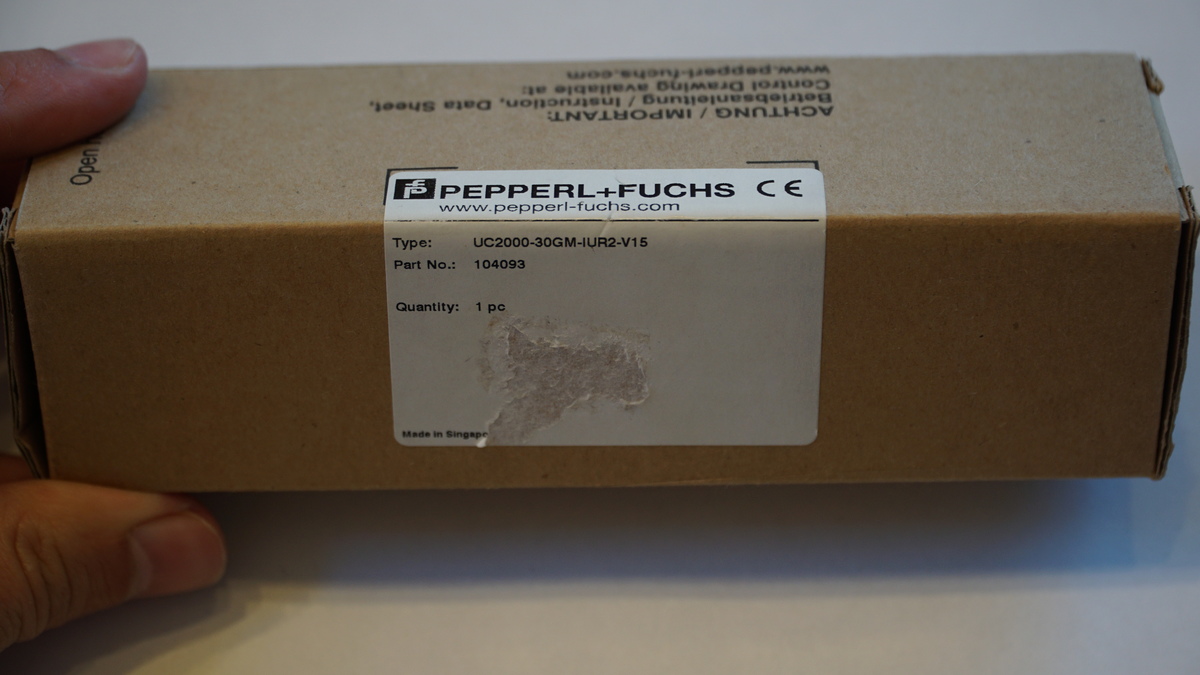 ACHTUNG / IMPORTANT:
Betriebsanleitung / Instruction, Data Sheet,
Control Drawing available at:
www.pepperl-fuchs.com
Open
PEPPERL+FUCHS CE
www.pepperl-fuchs.com
Type: UC2000-30GM-IUR2-V15
Part No.: 104093
Quantity: 1 pc
Made in Singapo